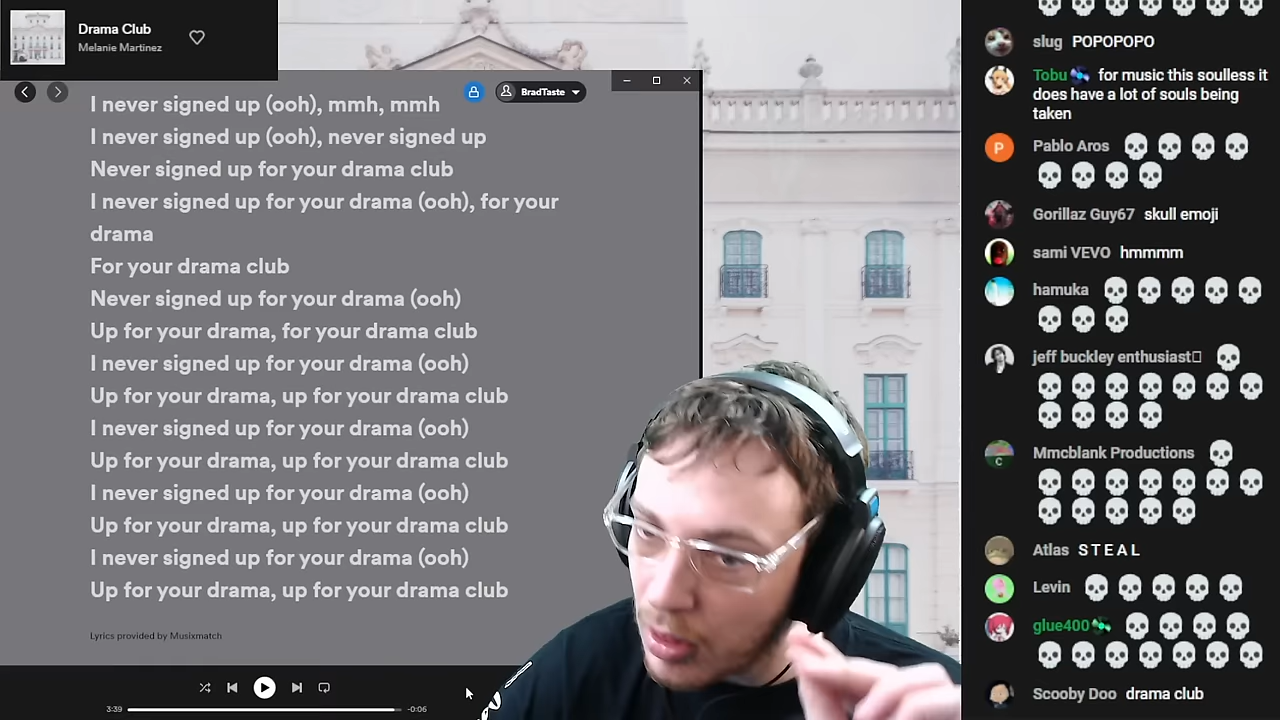 Drama Club
Melanie Martinez
BradTaste
I never signed up (ooh), mmh, mmh
I never signed up (ooh), never signed up
Never signed up for your drama club
I never signed up for your drama (ooh), for your
drama
For your drama club
Never signed up for your drama (ooh)
Up for your drama, for your drama club
I never signed up for your drama (ooh)
Up for your drama, up for your drama club
I never signed up for your drama (ooh)
Up for your drama, up for your drama club
I never signed up for your drama (ooh)
Up for your drama, up for your drama club
I never signed up for your drama (ooh)
Up for your drama, up for your drama club
Lyrics provided by Musixmatch
3:39
-0:06
slug POPOPOPO
Tobu for music this soulless it
does have a lot of souls being
taken
P Pablo Aros 💀💀💀💀
💀💀💀💀
Gorillaz Guy67 skull emoji
sami VEVO hmmmm
hamuka 💀💀💀💀💀
💀💀💀
jeff buckley enthusiast 💀
💀💀💀💀💀💀💀
💀💀💀💀
Mmcblank Productions 💀
💀💀💀💀💀💀💀
💀💀💀💀💀
Atlas S T E A L
Levin 💀💀💀💀💀
glue400 💀💀💀💀
💀💀💀💀💀💀💀
Scooby Doo drama club